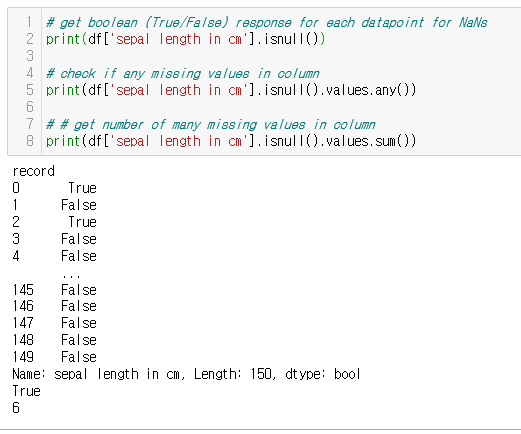 1 # get boolean (True/False) response for each datapoint for NaNs
2 print(df['sepal length in cm'].isnull())
3
4 # check if any missing values in column
5 print(df['sepal length in cm'].isnull().values.any())
6
7 # # get number of many missing values in column
8 print(df['sepal length in cm'].isnull().values.sum())
record
0 True
1 False
2 True
3 False
4 False
...
145 False
146 False
147 False
148 False
149 False
Name: sepal length in cm, Length: 150, dtype: bool
True
6